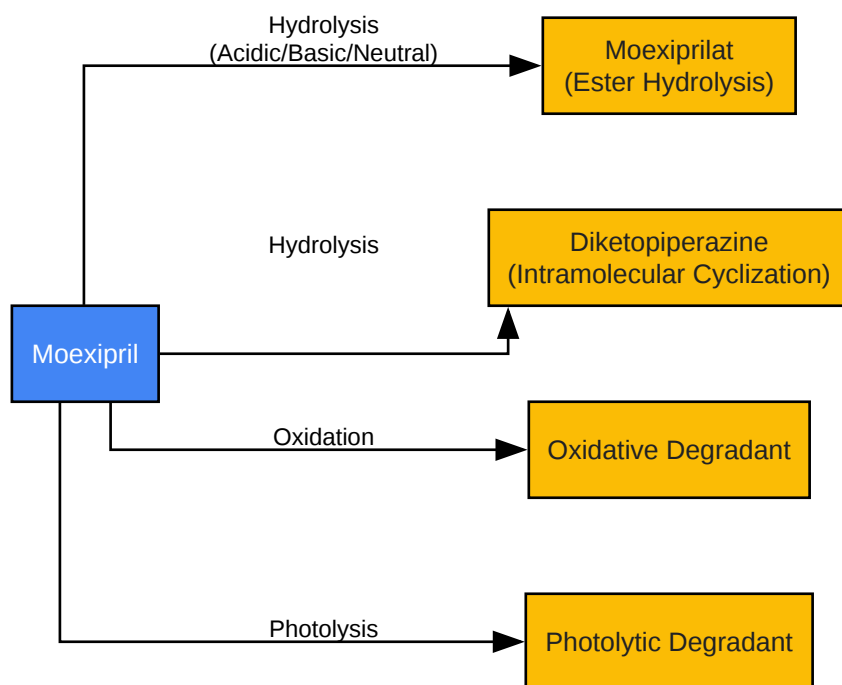 Hydrolysis
(Acidic/Basic/Neutral)
Moexiprilat
(Ester Hydrolysis)
Hydrolysis
Diketopiperazine
(Intramolecular Cyclization)
Moexipril
Oxidation
Oxidative Degradant
Photolysis
Photolytic Degradant